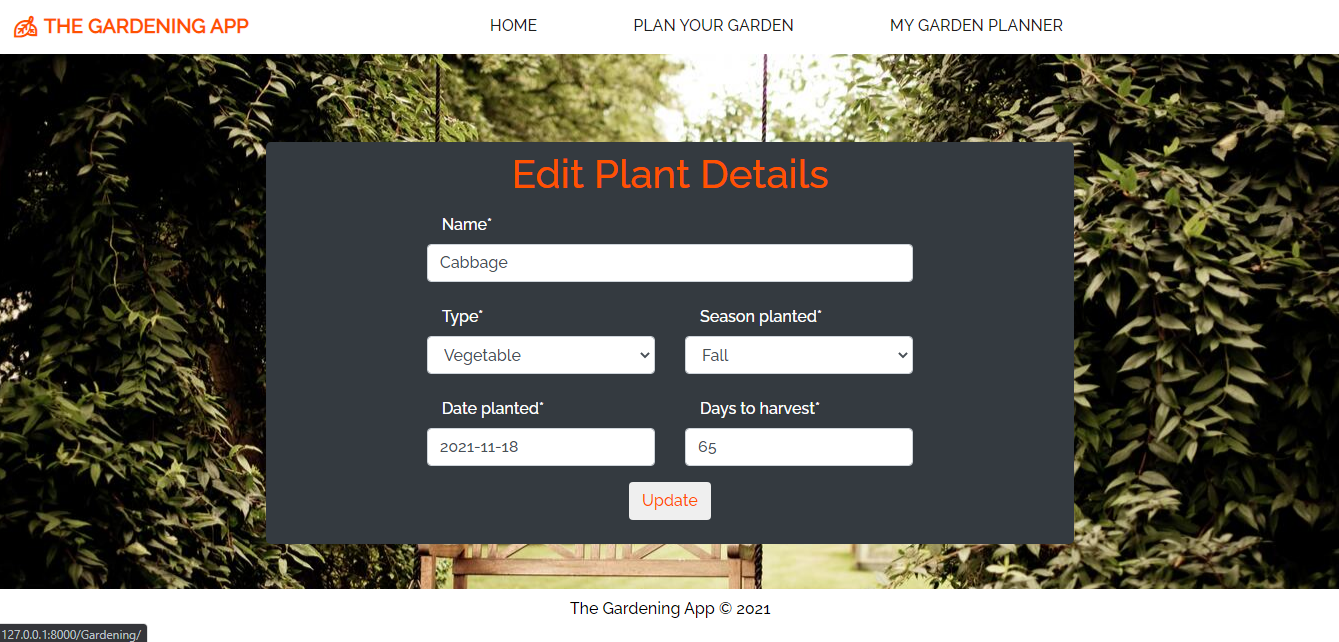 THE GARDENING APP HOME PLAN YOUR GARDEN MY GARDEN PLANNER
Edit Plant Details
Name*
Cabbage
Type* Season planted*
Vegetable Fall
Date planted* Days to harvest*
2021-11-18 65
Update
The Gardening App © 2021
127.0.0.1:8000/Gardening/